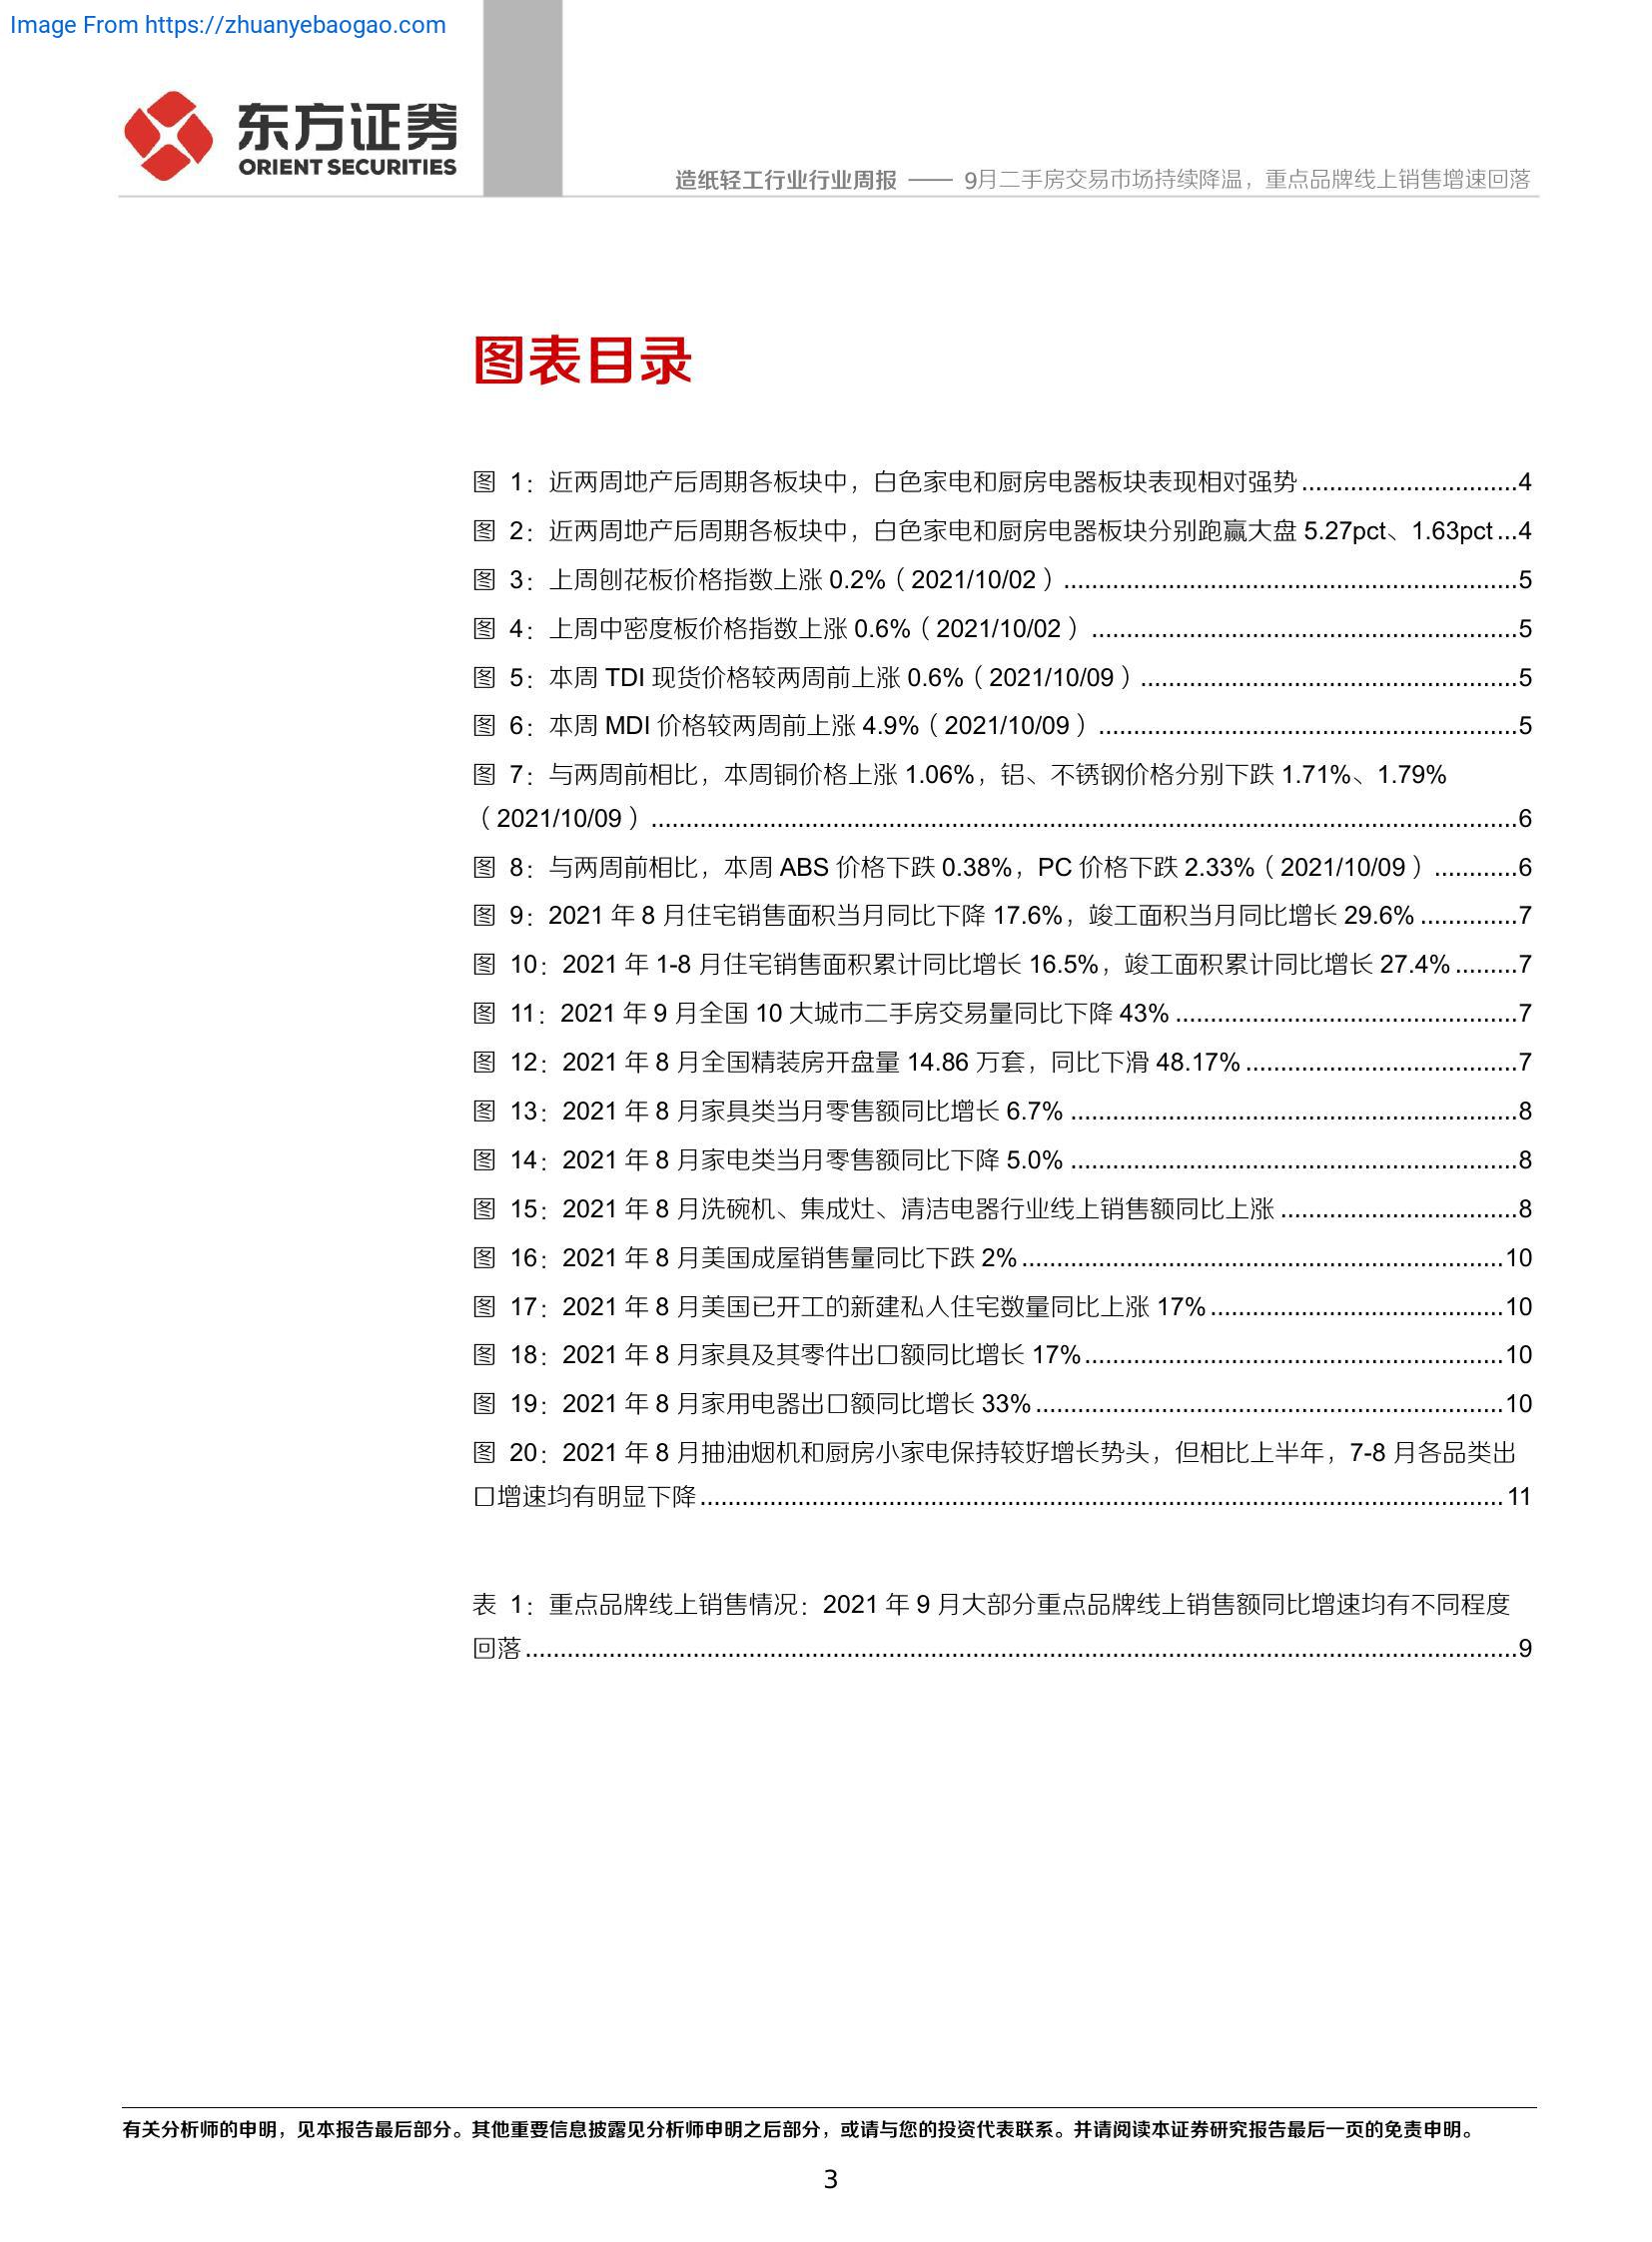 Image From https://zhuanyebaogao.com
东方证券
ORIENT SECURITIES
造纸轻工行业行业周报 —— 9月二手房交易市场持续降温，重点品牌线上销售增速回落
图表目录
图 1：近两周地产后周期各板块中，白色家电和厨房电器板块表现相对强势...............................4
图 2：近两周地产后周期各板块中，白色家电和厨房电器板块分别跑赢大盘 5.27pct、1.63pct...4
图 3：上周刨花板价格指数上涨 0.2%（2021/10/02）.................................................................5
图 4：上周中密度板价格指数上涨 0.6%（2021/10/02）.............................................................5
图 5：本周 TDI 现货价格较两周前上涨 0.6%（2021/10/09）......................................................5
图 6：本周 MDI 价格较两周前上涨 4.9%（2021/10/09）............................................................5
图 7：与两周前相比，本周铜价格上涨 1.06%，铝、不锈钢价格分别下跌 1.71%、1.79%
（2021/10/09）............................................................................................................................6
图 8：与两周前相比，本周 ABS 价格下跌 0.38%，PC 价格下跌 2.33%（2021/10/09）............6
图 9：2021 年 8 月住宅销售面积当月同比下降 17.6%，竣工面积当月同比增长 29.6%..............7
图 10：2021 年 1-8 月住宅销售面积累计同比增长 16.5%，竣工面积累计同比增长 27.4%.........7
图 11：2021 年 9 月全国 10 大城市二手房交易量同比下降 43%.................................................7
图 12：2021 年 8 月全国精装房开盘量 14.86 万套，同比下滑 48.17%.......................................7
图 13：2021 年 8 月家具类当月零售额同比增长 6.7%................................................................8
图 14：2021 年 8 月家电类当月零售额同比下降 5.0%................................................................8
图 15：2021 年 8 月洗碗机、集成灶、清洁电器行业线上销售额同比上涨..................................8
图 16：2021 年 8 月美国成屋销售量同比下跌 2%.....................................................................10
图 17：2021 年 8 月美国已开工的新建私人住宅数量同比上涨 17%..........................................10
图 18：2021 年 8 月家具及其零件出口额同比增长 17%............................................................10
图 19：2021 年 8 月家用电器出口额同比增长 33%...................................................................10
图 20：2021 年 8 月抽油烟机和厨房小家电保持较好增长势头，但相比上半年，7-8 月各品类出
口增速均有明显下降...................................................................................................................11
表 1：重点品牌线上销售情况：2021 年 9 月大部分重点品牌线上销售额同比增速均有不同程度
回落..............................................................................................................................................9
有关分析师的申明，见本报告最后部分。其他重要信息披露见分析师申明之后部分，或请与您的投资代表联系。并请阅读本证券研究报告最后一页的免责申明。
3